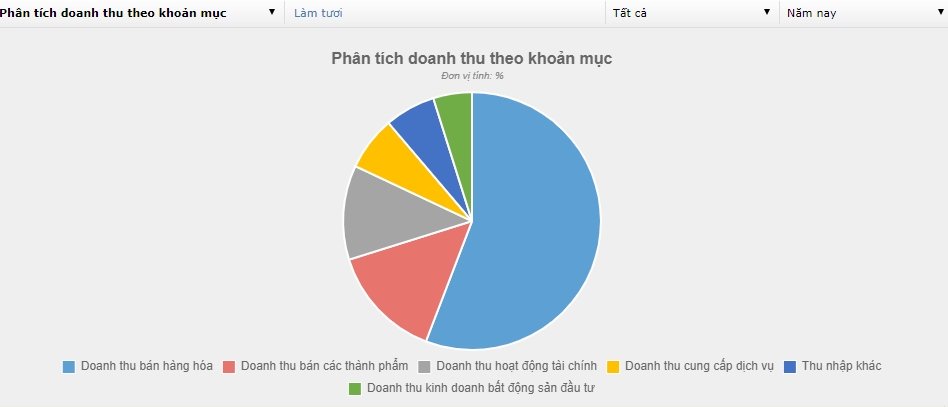 Phân tích doanh thu theo khoản mục Làm tươi Tất cả Năm nay
Phân tích doanh thu theo khoản mục
Đơn vị tính: %
Doanh thu bán hàng hóa Doanh thu bán các thành phẩm Doanh thu hoạt động tài chính Doanh thu cung cấp dịch vụ Thu nhập khác
Doanh thu kinh doanh bất động sản đầu tư